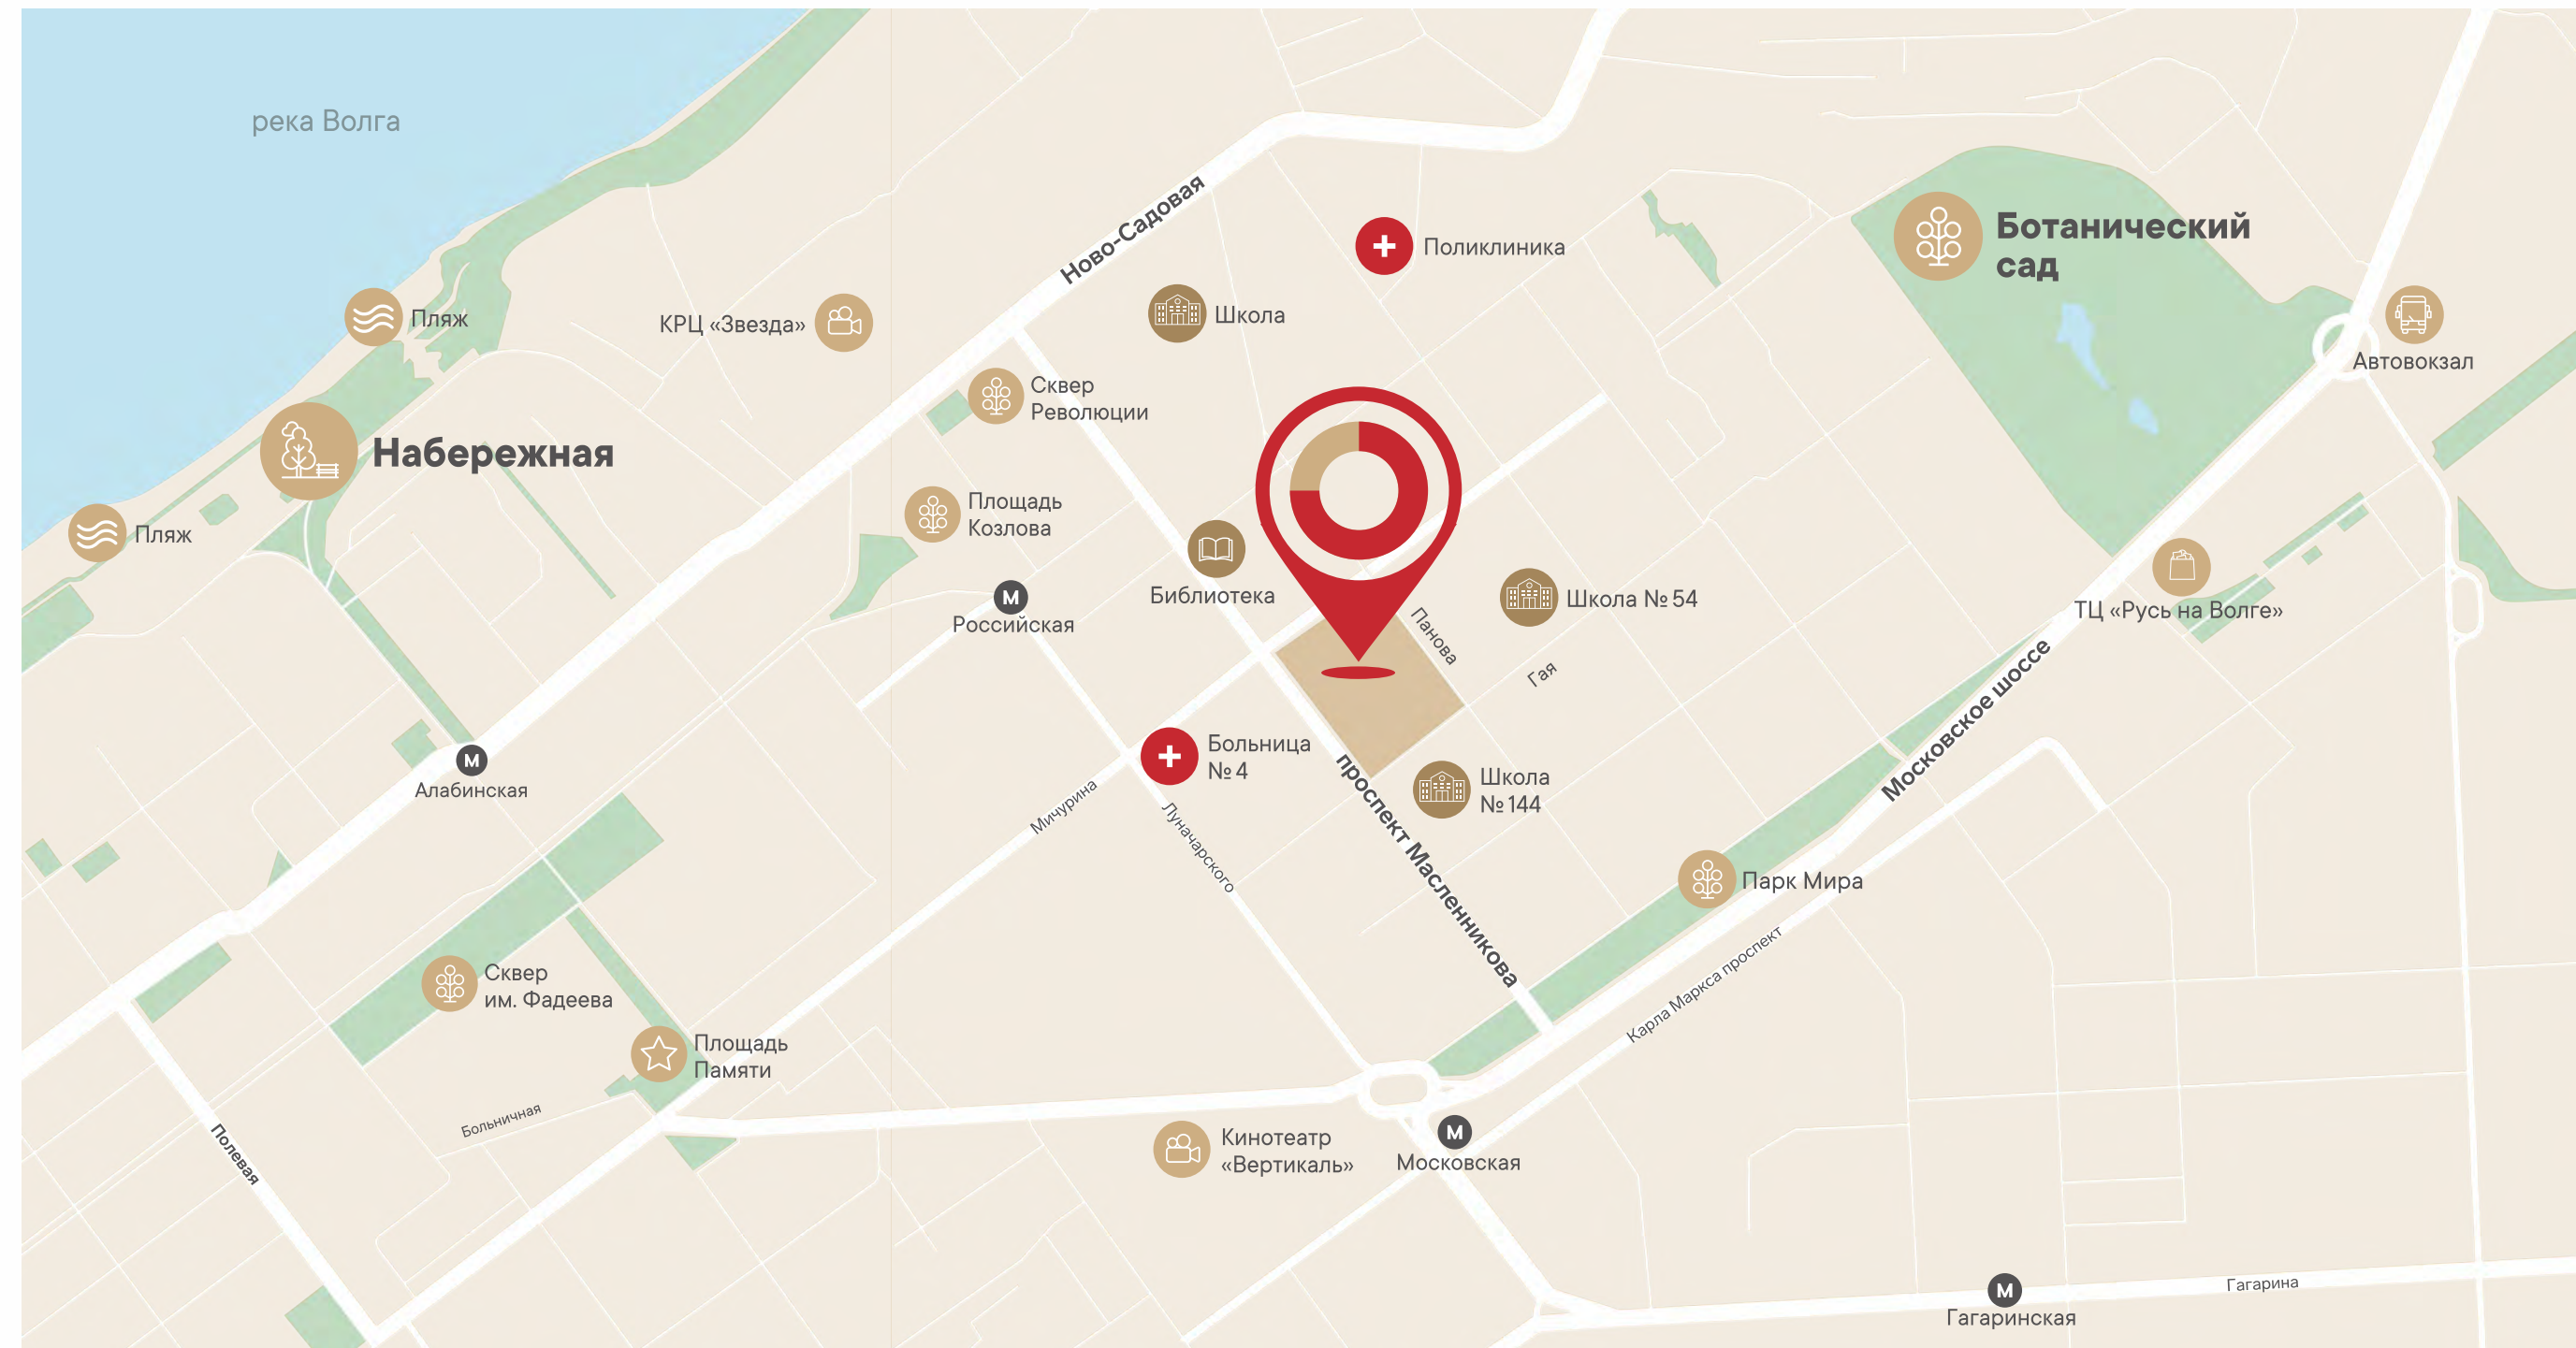 река Волга
Ново-Садовая
Поликлиника
Ботанический
сад
Пляж
КРЦ «Звезда»
Школа
Автовокзал
Сквер
Революции
Набережная
Пляж
Площадь
Козлова
Библиотека
М
Российская
Панова
Школа № 54
ТЦ «Русь на Волге»
Гая
Московское шоссе
М
Алабинская
Больница
№ 4
Мичурина
Луначарского
проспект Масленникова
Школа
№ 144
Парк Мира
Карла Маркса проспект
Сквер
им. Фадеева
Площадь
Памяти
Больничная
Полевая
Кинотеатр
«Вертикаль»
М
Московская
М
Гагаринская
Гагарина